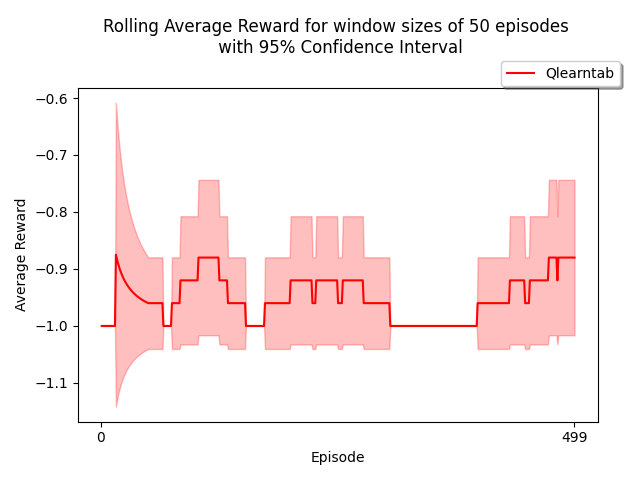 Rolling Average Reward for window sizes of 50 episodes
with 95% Confidence Interval
Qlearntab
−0.6
−0.7
−0.8
−0.9
−1.0
−1.1
Average Reward
0
499
Episode